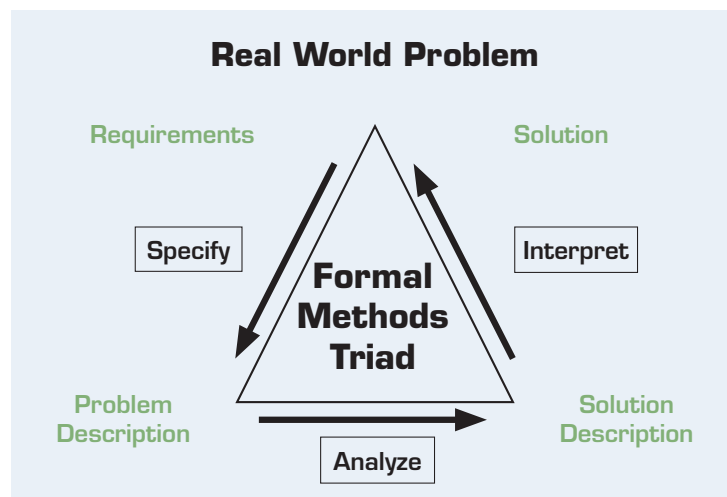 Real World Problem
Requirements
Solution
Specify
Interpret
Formal
Methods
Triad
Problem
Description
Solution
Description
Analyze